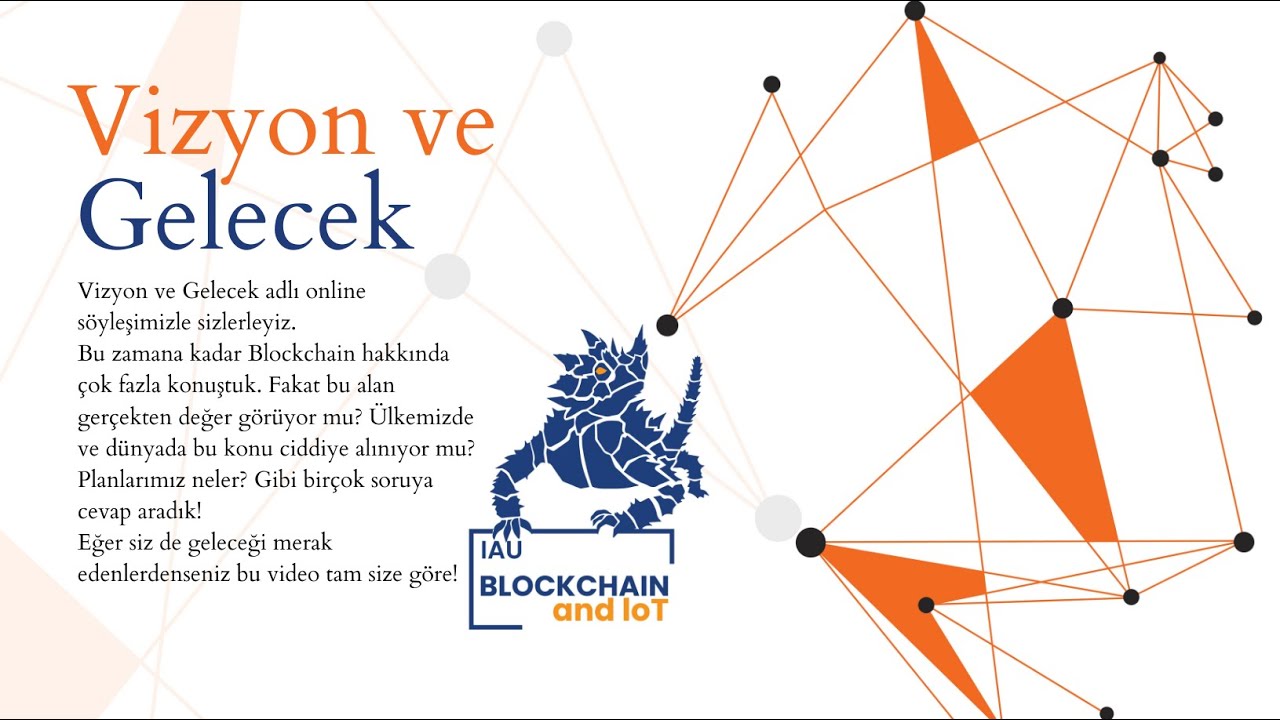 Vizyon ve
Gelecek
Vizyon ve Gelecek adlı online
söyleşimizle sizlerleyiz.
Bu zamana kadar Blockchain hakkında
çok fazla konuştuk. Fakat bu alan
gerçekten değer görüyor mu? Ülkemizde
ve dünyada bu konu ciddiye alınıyor mu?
Planlarımız neler? Gibi birçok soruya
cevap aradık!
Eğer siz de geleceği merak
edenlerdenseniz bu video tam size göre!
IAU
BLOCKCHAIN
and IoT